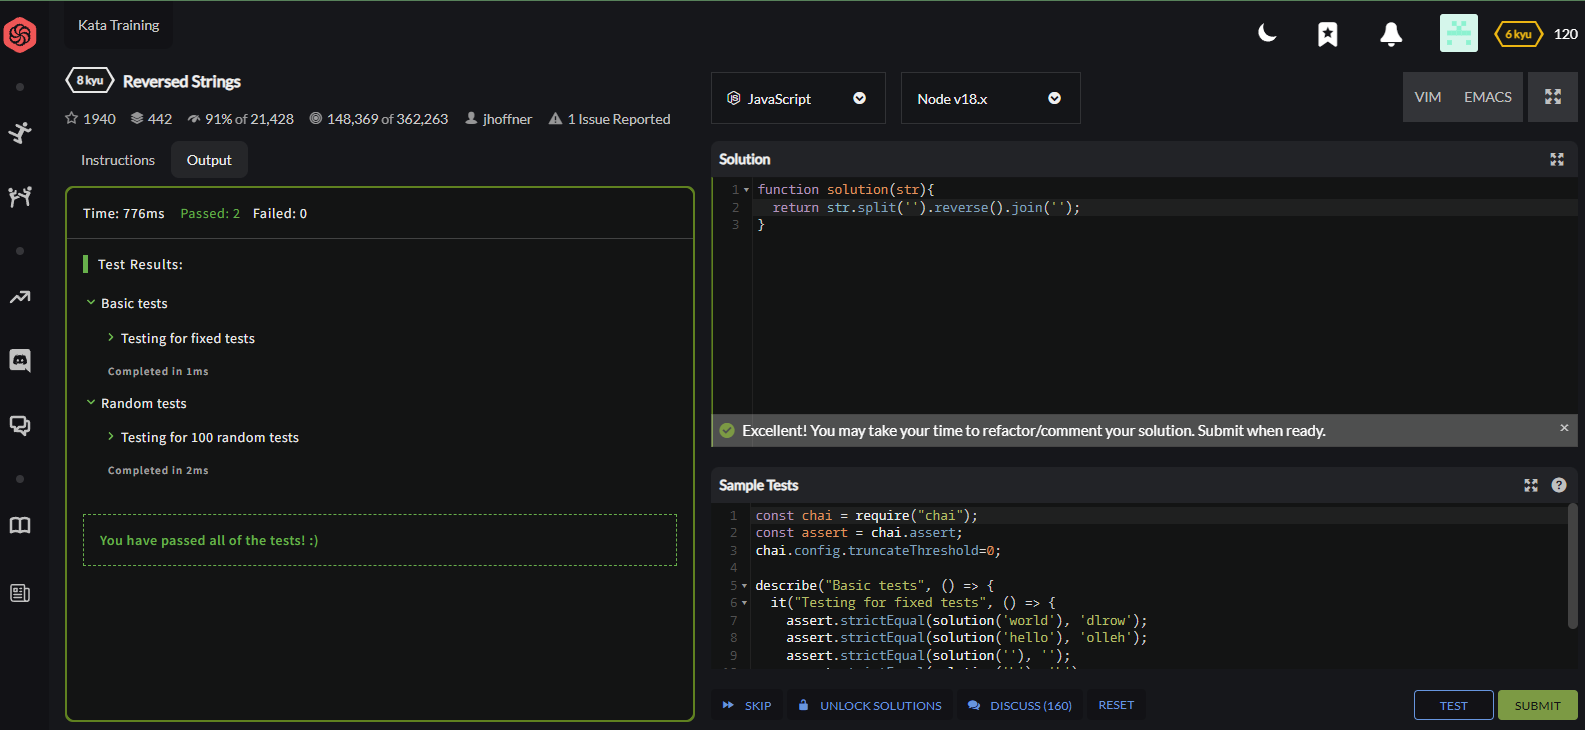 Kata Training
6 kyu 120
8 kyu Reversed Strings
1940 442 91% of 21,428 148,369 of 362,263 jhoffner 1 Issue Reported
Instructions Output
Time: 776ms Passed: 2 Failed: 0
Test Results:
Basic tests
Testing for fixed tests
Completed in 1ms
Random tests
Testing for 100 random tests
Completed in 2ms
You have passed all of the tests! :)
JavaScript Node v18.x VIM EMACS
Solution
1 function solution(str){
2 return str.split('').reverse().join('');
3 }
Excellent! You may take your time to refactor/comment your solution. Submit when ready.
Sample Tests
1 const chai = require("chai");
2 const assert = chai.assert;
3 chai.config.truncateThreshold=0;
4
5 describe("Basic tests", () => {
6 it("Testing for fixed tests", () => {
7 assert.strictEqual(solution('world'), 'dlrow');
8 assert.strictEqual(solution('hello'), 'olleh');
9 assert.strictEqual(solution(''), '');
SKIP UNLOCK SOLUTIONS DISCUSS (160) RESET TEST SUBMIT